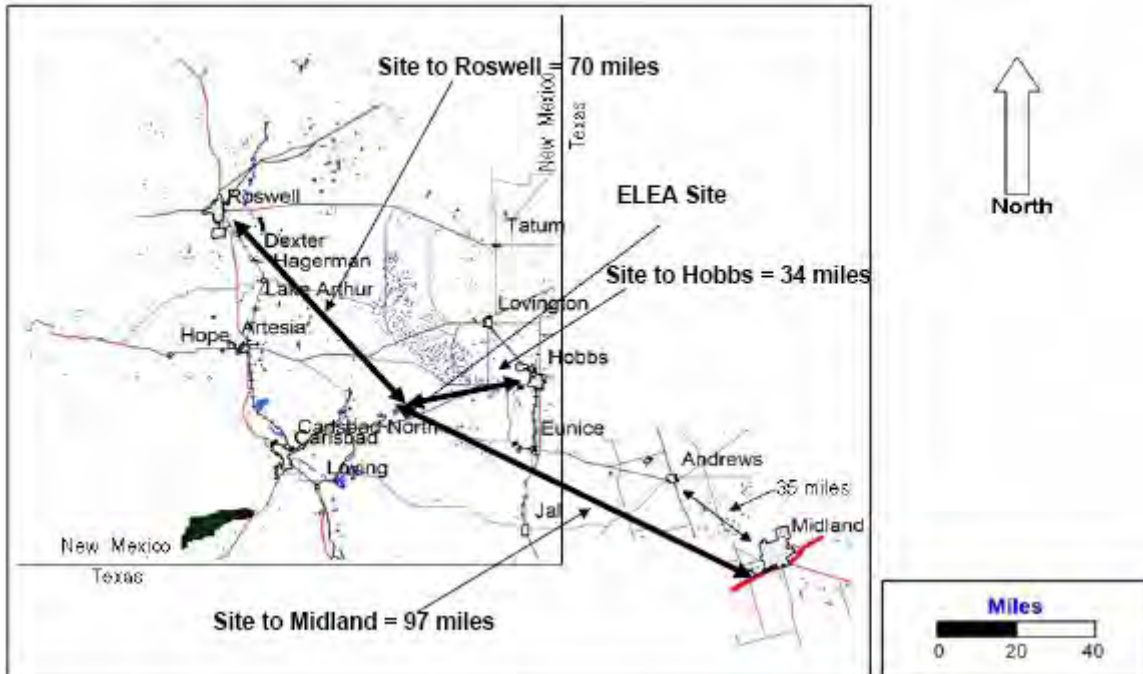 Site to Roswell = 70 miles
New Mexico
Texas
North
Roswell
ELEA Site
Tatum
Dexter
Hagerman
Site to Hobbs = 34 miles
Lake Arthur
Lovington
Hope
Artesia
Hobbs
Carlsbad North
Carlsbad
Eunice
Loving
Andrews
35 miles
Jal
Midland
New Mexico
Texas
Site to Midland = 97 miles
Miles
0 20 40